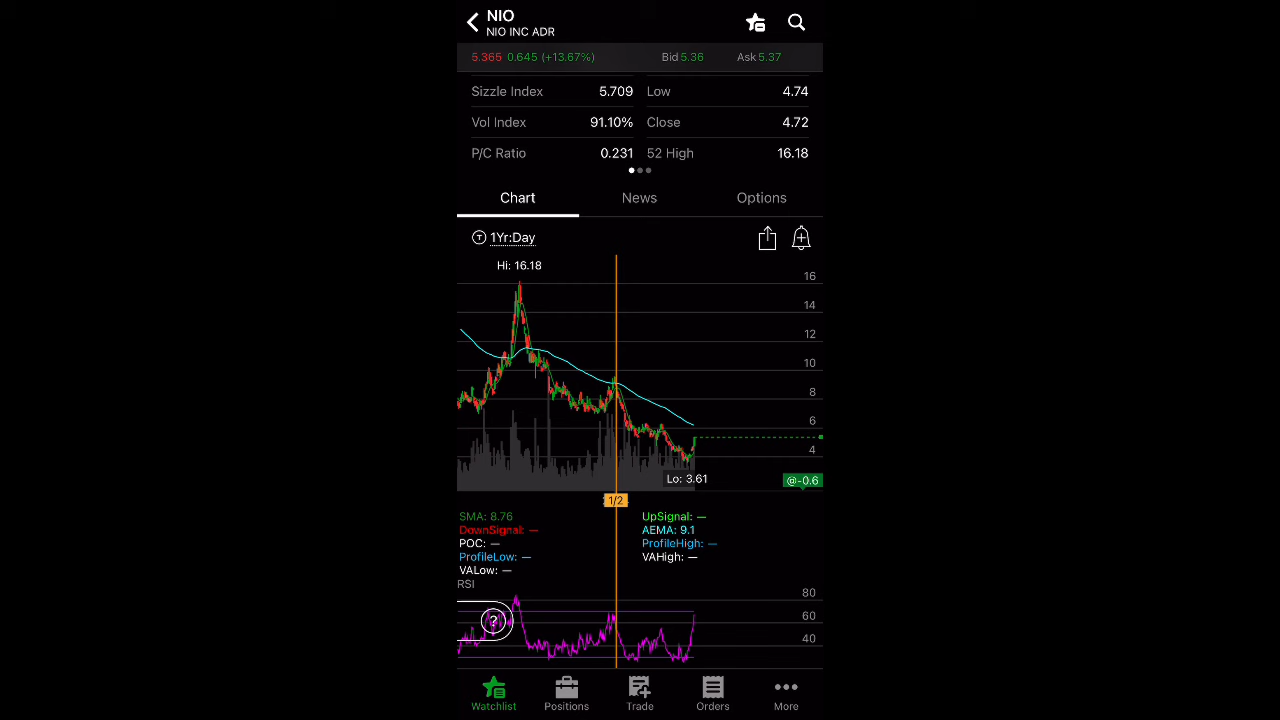 NIO
NIO INC ADR
5.365 0.645 (+13.67%) Bid 5.36 Ask 5.37
Sizzle Index 5.709 Low 4.74
Vol Index 91.10% Close 4.72
P/C Ratio 0.231 52 High 16.18
Chart News Options
T 1Yr:Day
Hi: 16.18
16
14
12
10
8
6
4
Lo: 3.61
@-0.6
1/2
SMA: 8.76 UpSignal: —
DownSignal: — AEMA: 9.1
POC: — ProfileHigh: —
ProfileLow: — VAHigh: —
VALow: —
RSI
80
60
40
?
Watchlist Positions Trade Orders More